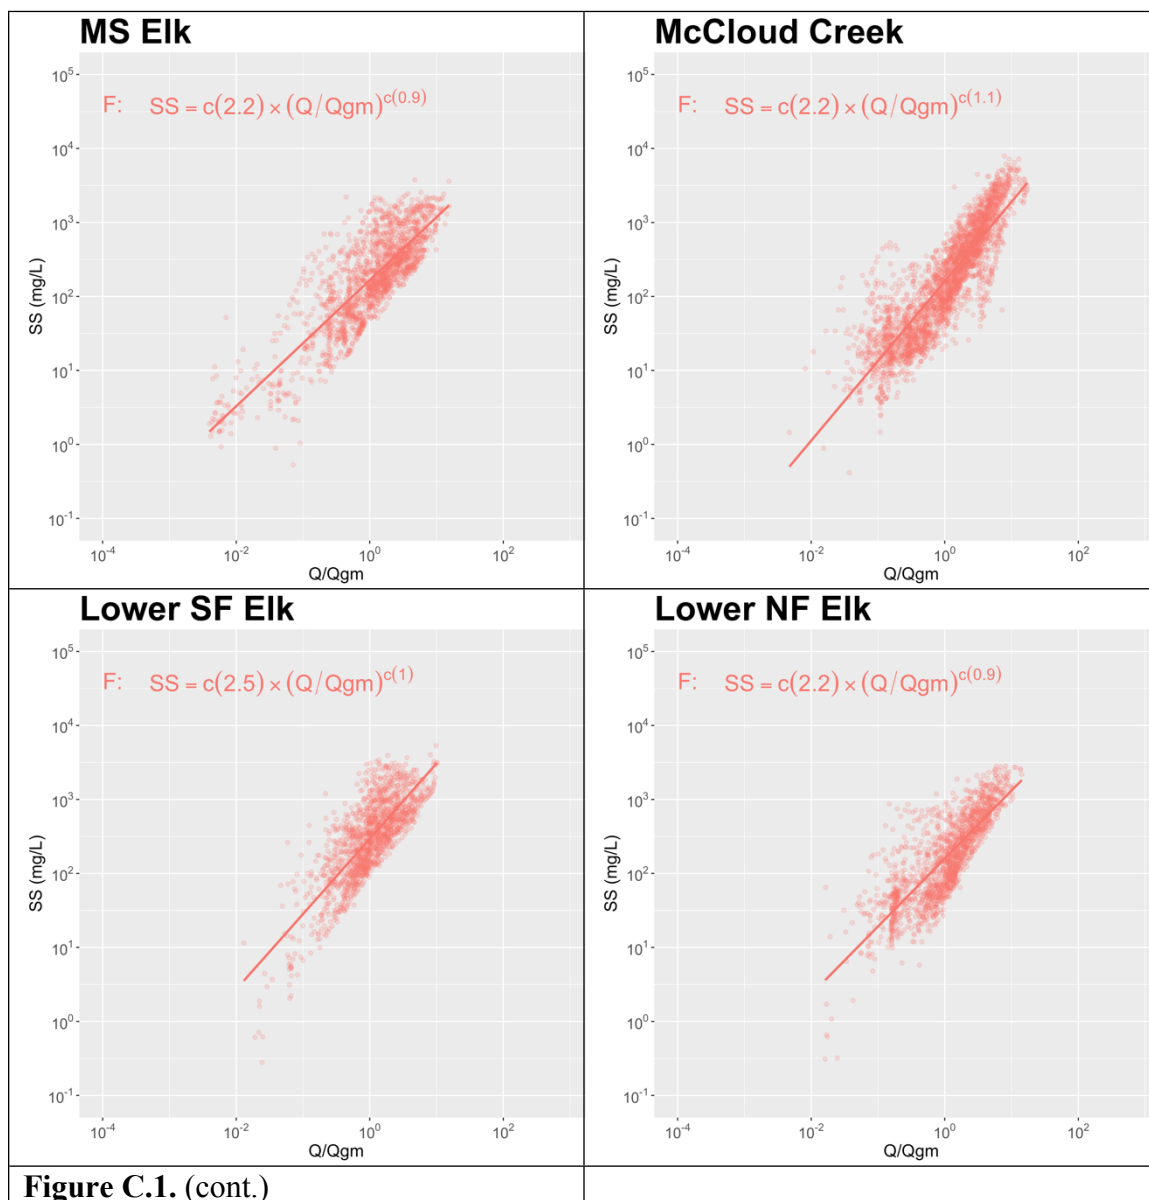 MS Elk
F: SS = c(2.2) × (Q/Qgm)^c(0.9)
10^5
10^4
10^3
10^2
10^1
10^0
10^-1
SS (mg/L)
10^-4 10^-2 10^0 10^2
Q/Qgm
McCloud Creek
F: SS = c(2.2) × (Q/Qgm)^c(1.1)
10^5
10^4
10^3
10^2
10^1
10^0
10^-1
SS (mg/L)
10^-4 10^-2 10^0 10^2
Q/Qgm
Lower SF Elk
F: SS = c(2.5) × (Q/Qgm)^c(1)
10^5
10^4
10^3
10^2
10^1
10^0
10^-1
SS (mg/L)
10^-4 10^-2 10^0 10^2
Q/Qgm
Lower NF Elk
F: SS = c(2.2) × (Q/Qgm)^c(0.9)
10^5
10^4
10^3
10^2
10^1
10^0
10^-1
SS (mg/L)
10^-4 10^-2 10^0 10^2
Q/Qgm
Figure C.1. (cont.)